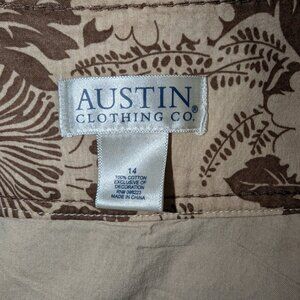 AUSTIN
CLOTHING CO.®
14
100% COTTON
EXCLUSIVE OF
DECORATION
MADE IN CHINA